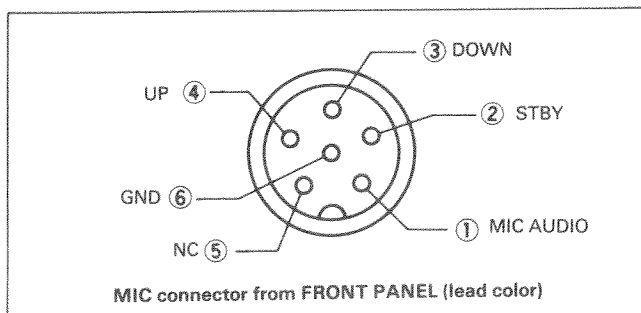 ③ DOWN
UP ④
② STBY
GND ⑥
① MIC AUDIO
NC ⑤
MIC connector from FRONT PANEL (lead color)